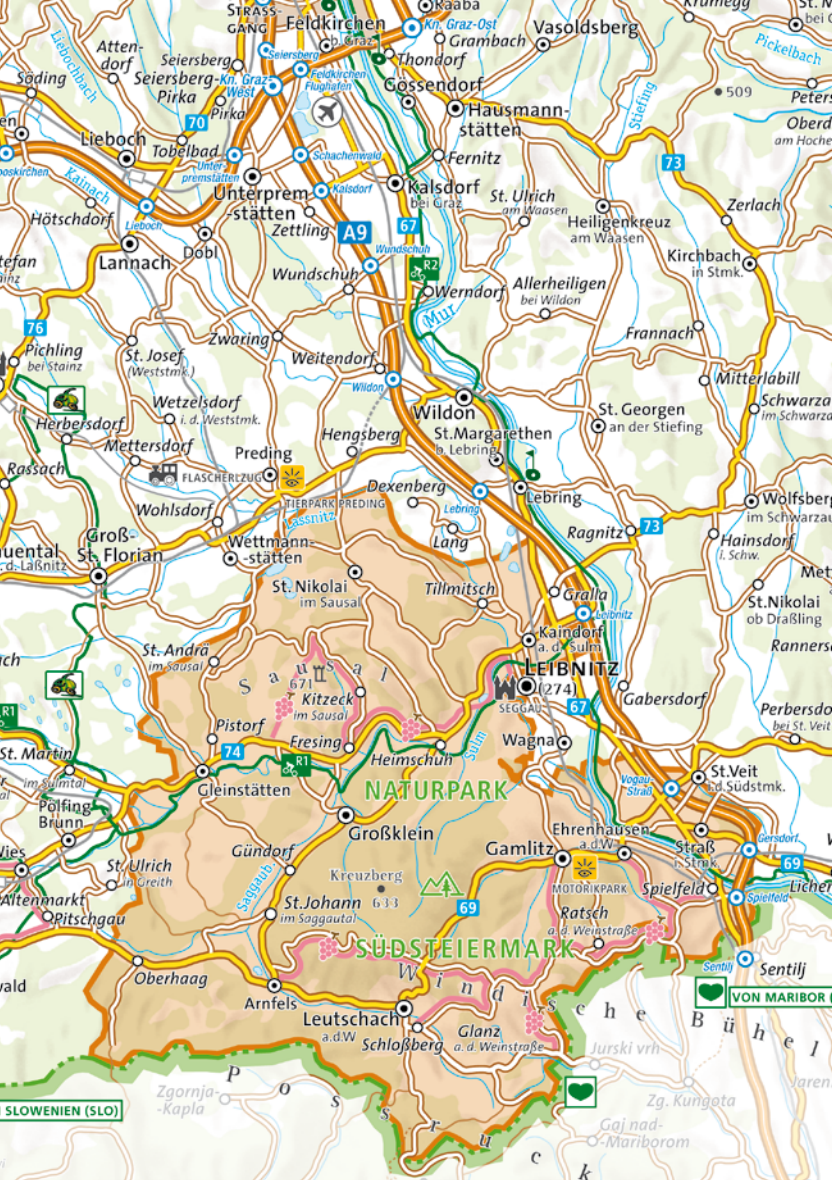 STRASS-
GANG
Feldkirchen
b. Graz
Raaba
Kn. Graz-Ost
Grambach
Vasoldsberg
Krumegg
Pickelbach
Liebochbach
Atten-
dorf
Seiersberg
Seiersberg
Seiersberg-
Pirka
Kn. Graz-
West
Feldkirchen
Flughafen
Thondorf
Gössendorf
Hausmann-
stätten
Stiefing
509
Peters
Söding
Pirka
70
Lieboch
Tobelbad
Unter-
premstätten
Schachenwald
Fernitz
73
Oberd
am Hoche
Kainach
Unterprem
-stätten
Kalsdorf
Kalsdorf
bei Graz
St. Ulrich
am Waasen
Heiligenkreuz
am Waasen
Zerlach
Hötschdorf
Lieboch
Zettling
A9
67
Dobl
Lannach
Wundschuh
Wundschuh
R2
Werndorf
Mur
Allerheiligen
bei Wildon
Kirchbach
in Stmk.
76
Pichling
bei Stainz
St. Josef
(Weststmk.)
Zwaring
Weitendorf
Wildon
Frannach
Mitterlabill
Wetzelsdorf
i. d. Weststmk.
Wildon
St. Georgen
an der Stiefing
Schwarza
im Schwarza
Herbersdorf
Mettersdorf
Hengsberg
St.Margarethen
b. Lebring
Rassach
Preding
FLASCHERLZUG
TIERPARK PREDING
Dexenberg
Lebring
Lebring
Wolfsberg
im Schwarzau
Wohlsdorf
Lassnitz
Ragnitz
73
Hainsdorf
i. Schw.
Groß-
St. Florian
Wettmann-
-stätten
Lang
St. Nikolai
im Sausal
Tillmitsch
Gralla
Leibnitz
St.Nikolai
ob Draßling
St. Andrä
im Sausal
Sausal
671
Kitzeck
im Sausal
Kaindorf
a. d. Sulm
LEIBNITZ
(274)
SEGGAU
67
Gabersdorf
R1
Pistorf
Fresing
74
R1
Heimschuh
Sulm
Wagna
Perbersdo
bei St. Veit
St. Martin
im Sulmtal
Gleinstätten
NATURPARK
Vogau-
Straß
St.Veit
i.d.Südstmk.
Pölfing
Brunn
Großklein
Ehrenhausen
a.d.W
Straß
i. Stmk
Gersdorf
69
Gündorf
Gamlitz
St. Ulrich
in Greith
Saggaub.
Kreuzberg
633
MOTORIKPARK
Spielfeld
Spielfeld
Altenmarkt
Pitschgau
St.Johann
im Saggautal
69
Ratsch
a. d. Weinstraße
SÜDSTEIERMARK
Oberhaag
Sentilj
Sentilj
Arnfels
Windische Bühel
Leutschach
a.d.W
Schloßberg
Glanz
a. d. Weinstraße
VON MARIBOR
Jurski vrh
Zgornja-
Kapla
Possruck
Zg. Kungota
SLOWENIEN (SLO)
Gaj nad-
Mariborom